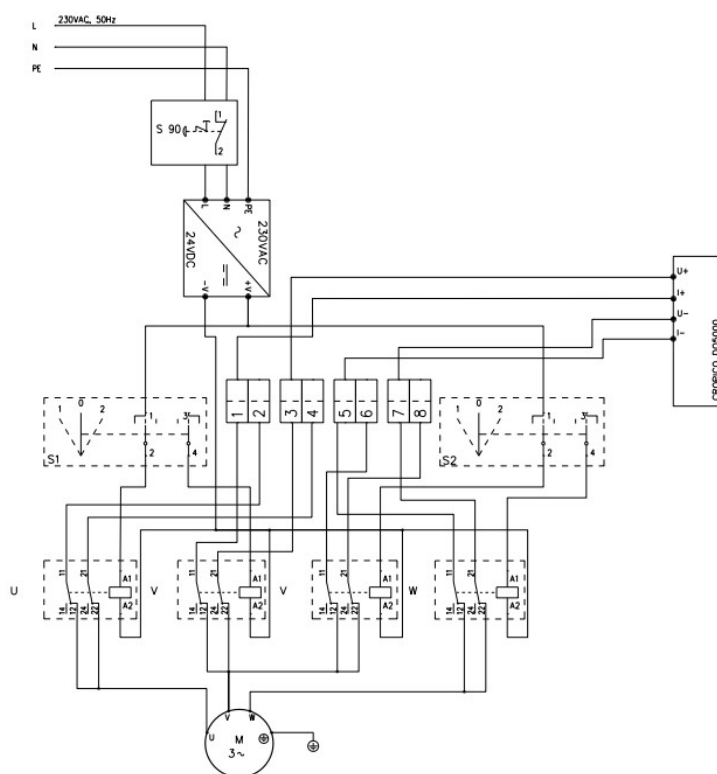 L 230VAC, 50Hz
N
PE
S 90
1
2
L N PE
230VAC
24VDC
-V +V
U+
I+
U-
I-
1 0 2
1 3
2 4
S1
1 2 3 4 5 6 7 8
1 0 2
1 3
2 4
S2
11 21 A1
14 12 24 22 A2
11 21 A1
14 12 24 22 A2
11 21 A1
14 12 24 22 A2
11 21 A1
14 12 24 22 A2
U V V W
U V W
M
3~